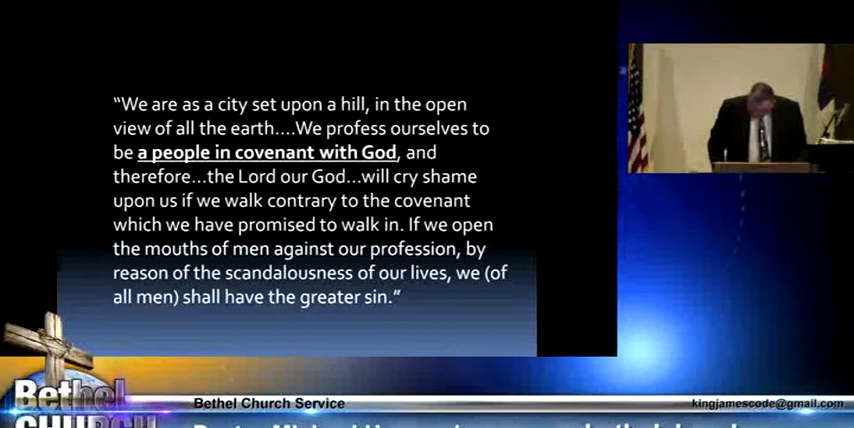 “We are as a city set upon a hill, in the open
view of all the earth….We profess ourselves to
be a people in covenant with God, and
therefore…the Lord our God…will cry shame
upon us if we walk contrary to the covenant
which we have promised to walk in. If we open
the mouths of men against our profession, by
reason of the scandalousness of our lives, we (of
all men) shall have the greater sin.”
Bethel
CHURCH
Bethel Church Service
kingjamescode@gmail.com